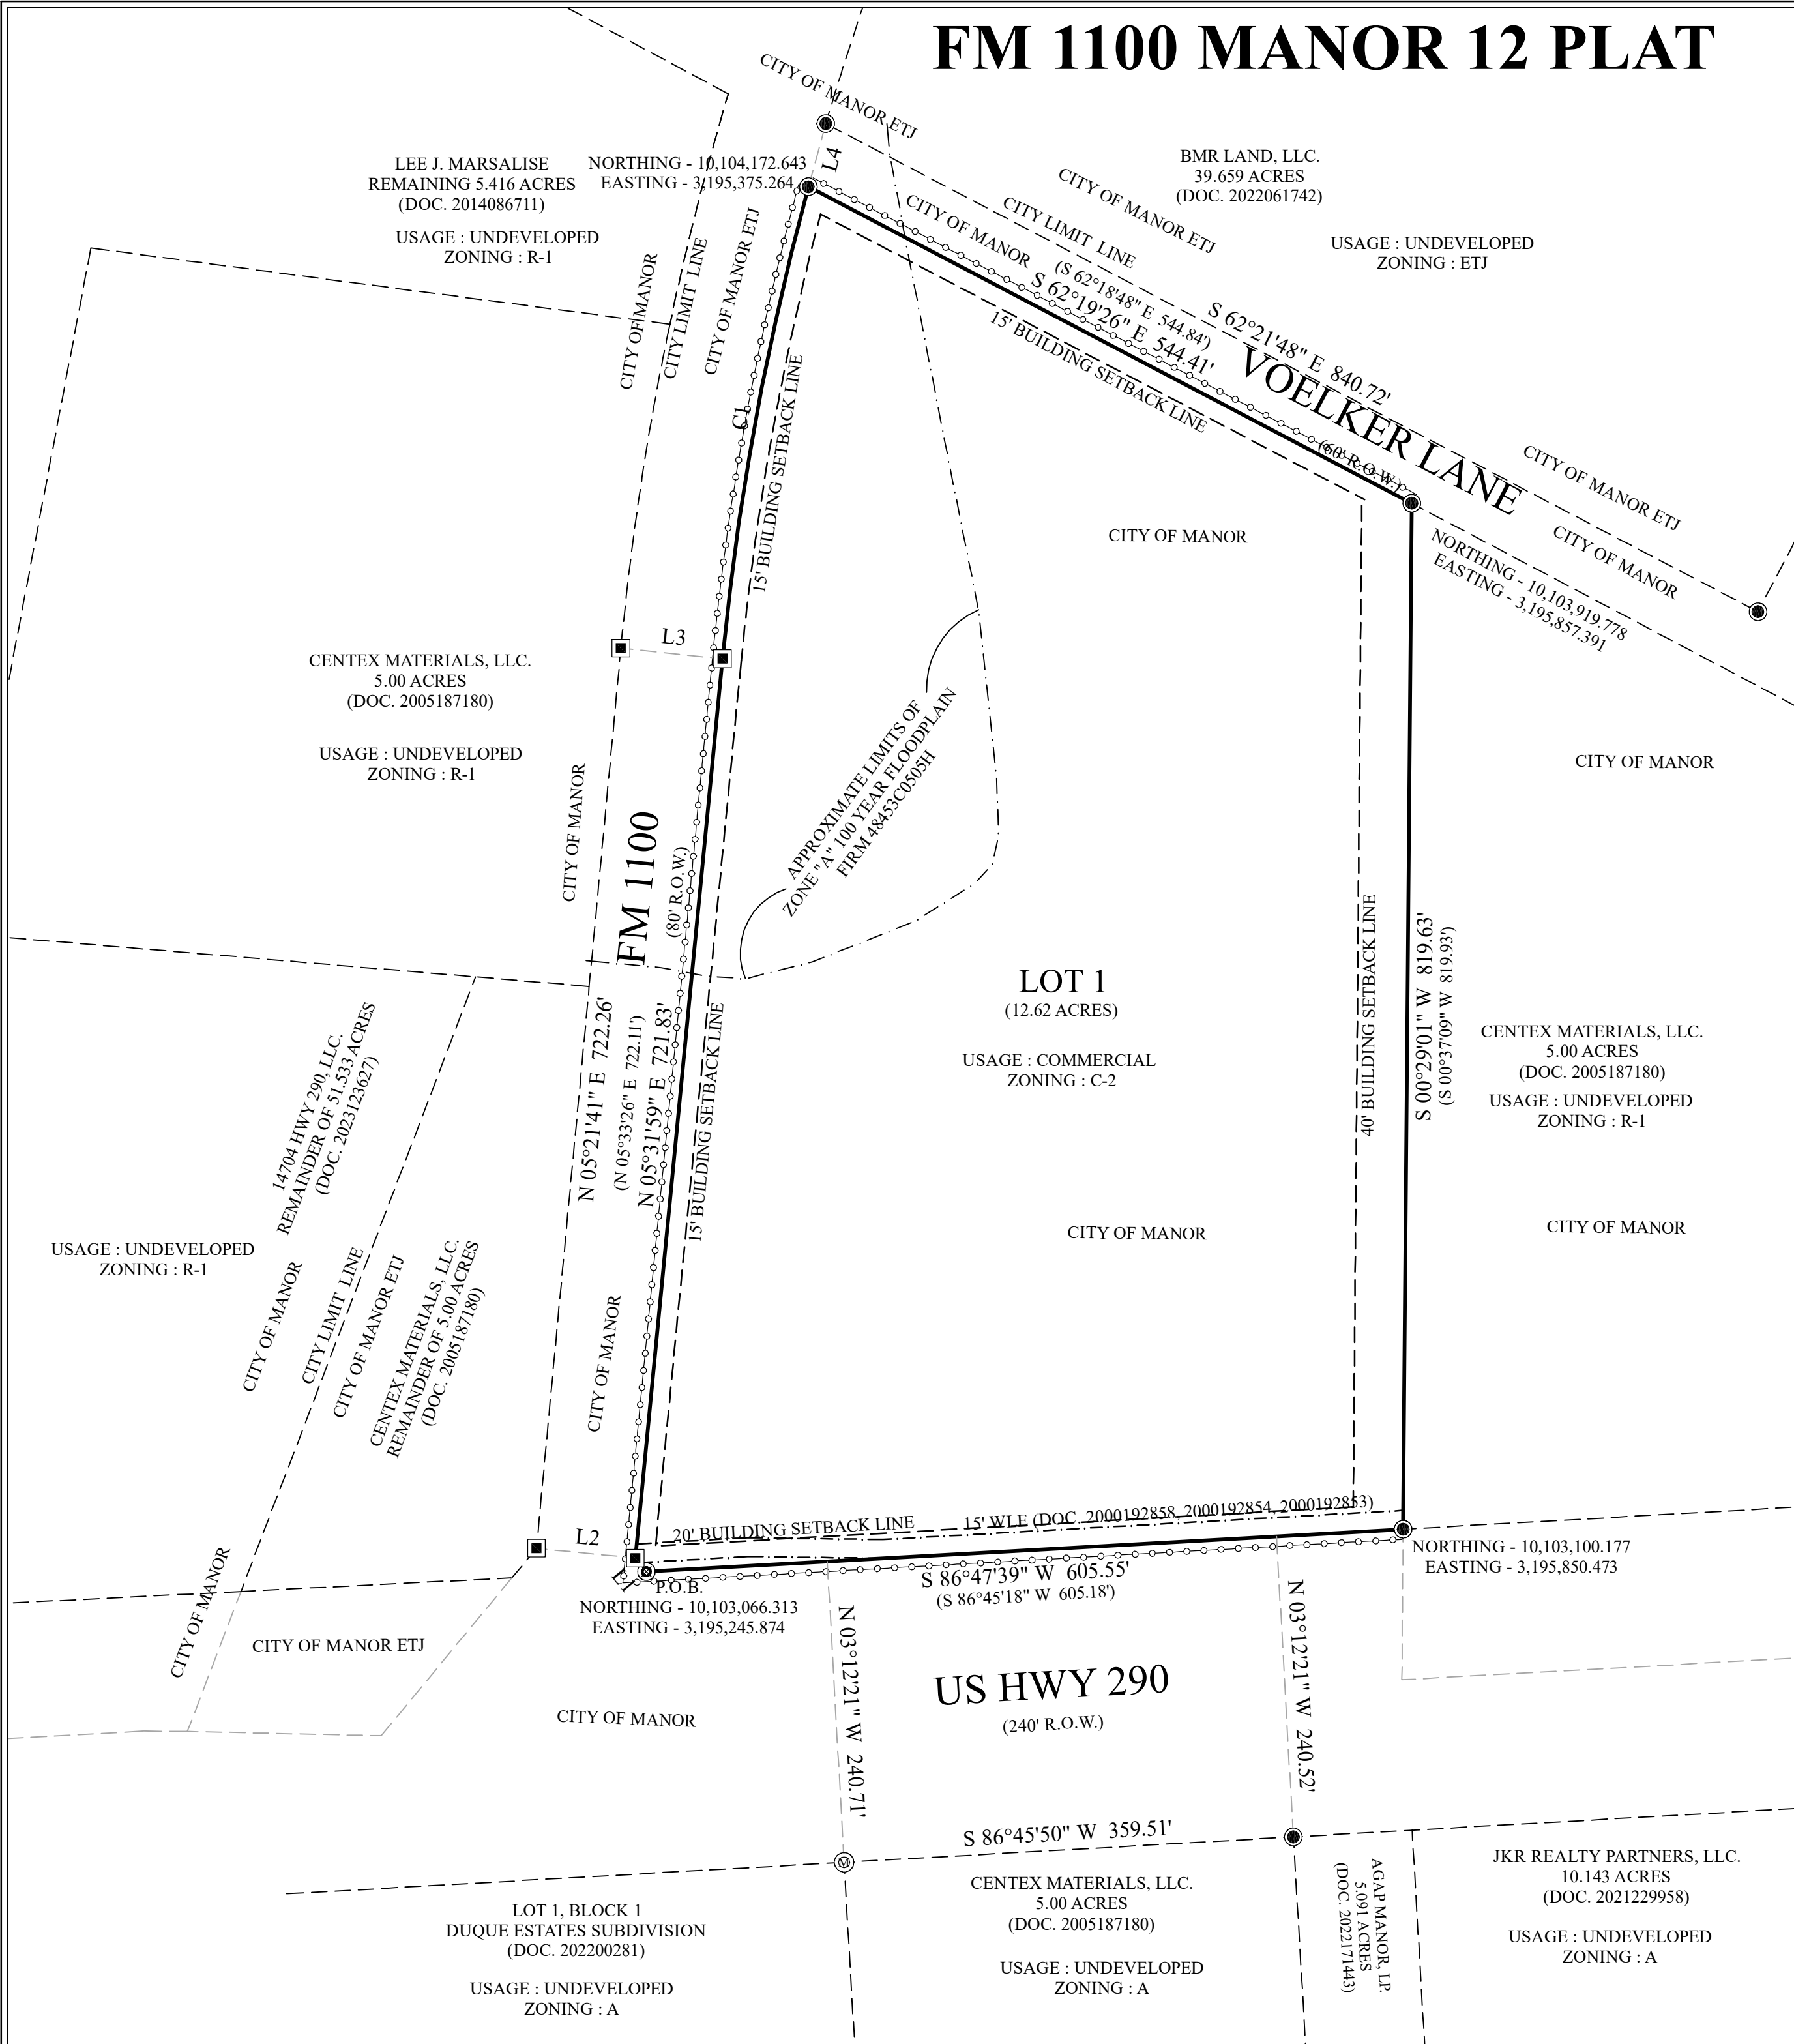 FM 1100 MANOR 12 PLAT
CITY OF MANOR ETJ
LEE J. MARSALISE
REMAINING 5.416 ACRES
(DOC. 2014086711)
USAGE : UNDEVELOPED
ZONING : R-1
NORTHING - 10,104,172.643
EASTING - 3,195,375.264
L4
BMR LAND, LLC.
39.659 ACRES
(DOC. 2022061742)
USAGE : UNDEVELOPED
ZONING : ETJ
CITY OF MANOR ETJ
CITY LIMIT LINE
CITY OF MANOR
(S 62°18'48" E 544.84')
S 62°19'26" E 544.41'
S 62°21'48" E 840.72'
VOELKER LANE
(60' R.O.W.)
15' BUILDING SETBACK LINE
CITY OF MANOR
CITY LIMIT LINE
CITY OF MANOR ETJ
C1
15' BUILDING SETBACK LINE
CITY OF MANOR ETJ
CITY OF MANOR
NORTHING - 10,103,919.778
EASTING - 3,195,857.391
CITY OF MANOR
L3
CENTEX MATERIALS, LLC.
5.00 ACRES
(DOC. 2005187180)
USAGE : UNDEVELOPED
ZONING : R-1
CITY OF MANOR
FM 1100
(80' R.O.W.)
APPROXIMATE LIMITS OF
ZONE "A" 100 YEAR FLOODPLAIN
FIRM 48453C0505H
CITY OF MANOR
LOT 1
(12.62 ACRES)
USAGE : COMMERCIAL
ZONING : C-2
40' BUILDING SETBACK LINE
S 00°29'01" W 819.63'
(S 00°37'09" W 819.93')
CENTEX MATERIALS, LLC.
5.00 ACRES
(DOC. 2005187180)
USAGE : UNDEVELOPED
ZONING : R-1
CITY OF MANOR
CITY OF MANOR
N 05°21'41" E 722.26'
(N 05°33'26" E 722.11')
N 05°31'59" E 721.83'
15' BUILDING SETBACK LINE
14704 HWY 290, LLC.
REMAINDER OF 51.533 ACRES
(DOC. 2023123627)
USAGE : UNDEVELOPED
ZONING : R-1
CITY OF MANOR
CITY LIMIT LINE
CITY OF MANOR ETJ
CENTEX MATERIALS, LLC.
REMAINDER OF 5.00 ACRES
(DOC. 2005187180)
CITY OF MANOR
L2
L1
P.O.B.
20' BUILDING SETBACK LINE
15' WLE (DOC. 2000192858, 2000192854, 2000192853)
S 86°47'39" W 605.55'
(S 86°45'18" W 605.18')
NORTHING - 10,103,100.177
EASTING - 3,195,850.473
NORTHING - 10,103,066.313
EASTING - 3,195,245.874
CITY OF MANOR
CITY OF MANOR ETJ
CITY OF MANOR
N 03°12'21" W 240.71'
US HWY 290
(240' R.O.W.)
N 03°12'21" W 240.52'
S 86°45'50" W 359.51'
M
LOT 1, BLOCK 1
DUQUE ESTATES SUBDIVISION
(DOC. 202200281)
USAGE : UNDEVELOPED
ZONING : A
CENTEX MATERIALS, LLC.
5.00 ACRES
(DOC. 2005187180)
USAGE : UNDEVELOPED
ZONING : A
AGAP MANOR, LP.
5.091 ACRES
(DOC. 2022171443)
JKR REALTY PARTNERS, LLC.
10.143 ACRES
(DOC. 2021229958)
USAGE : UNDEVELOPED
ZONING : A